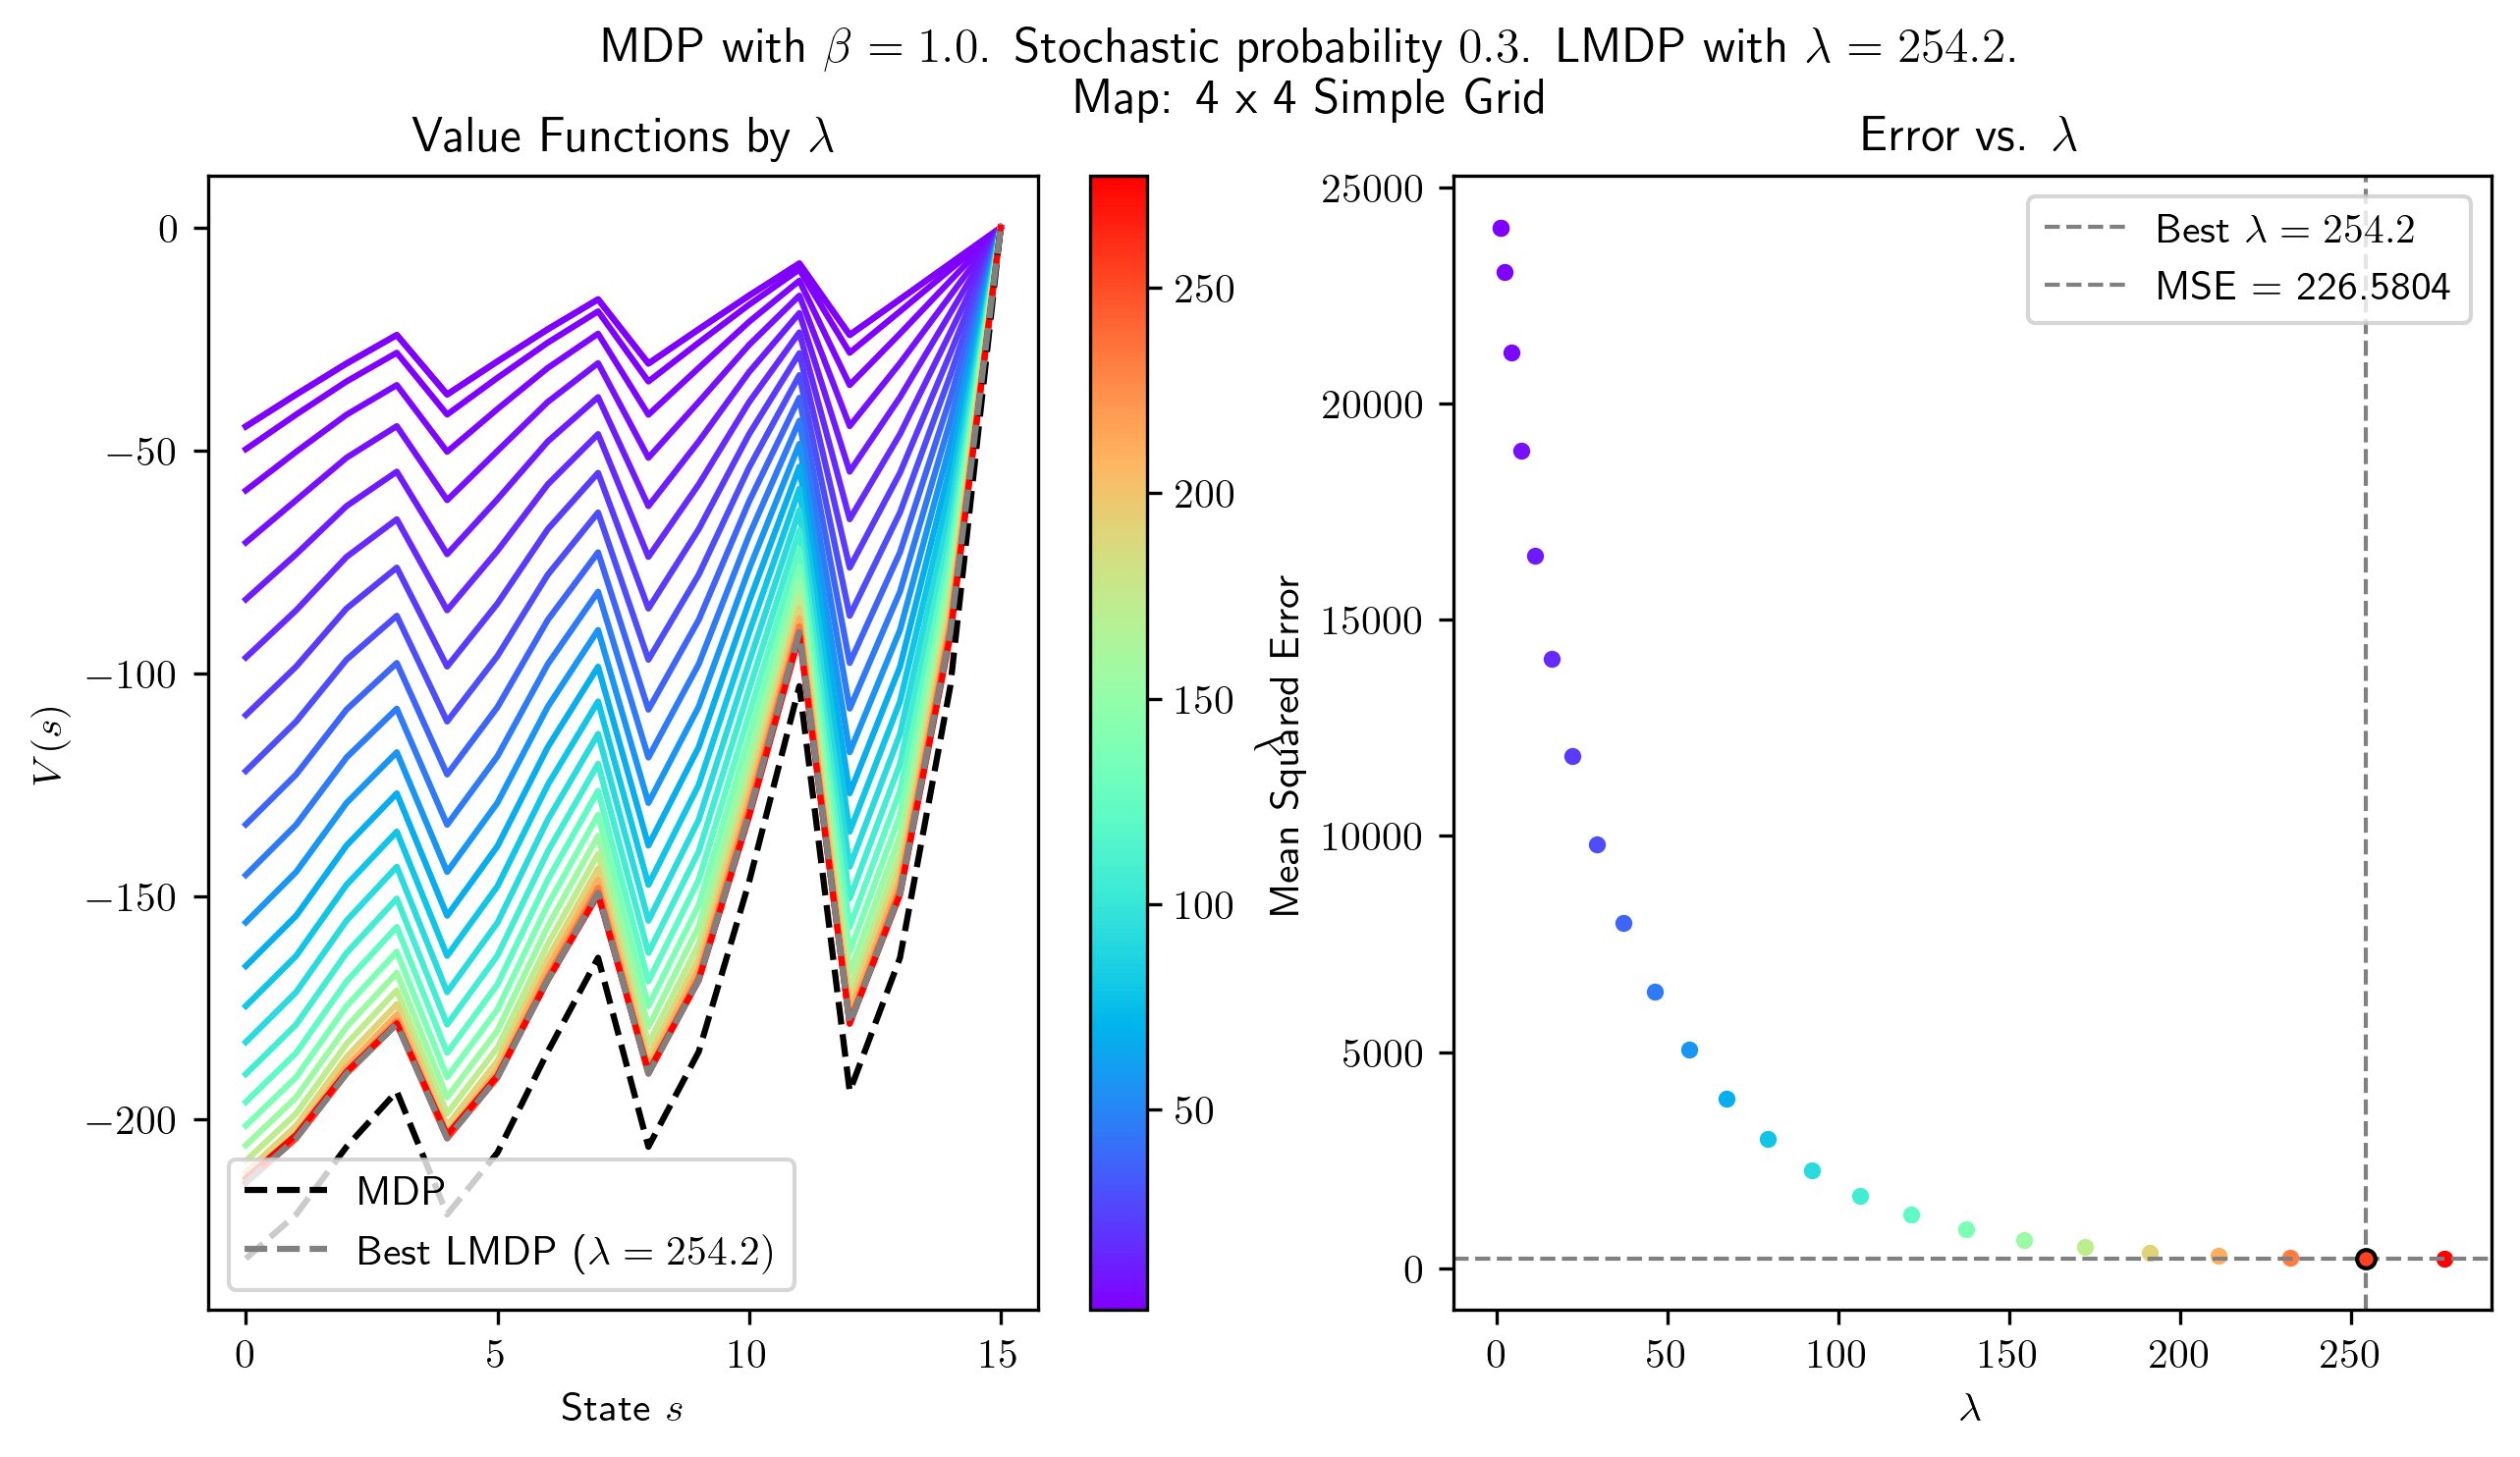 MDP with β = 1.0. Stochastic probability 0.3. LMDP with λ = 254.2.
Map: 4 x 4 Simple Grid
Value Functions by λ
0
−50
−100
−150
−200
V(s)
0
5
10
15
State s
MDP
Best LMDP (λ = 254.2)
250
200
150
100
50
λ
Error vs. λ
25000
20000
15000
10000
5000
0
Mean Squared Error
0
50
100
150
200
250
λ
Best λ = 254.2
MSE = 226.5804